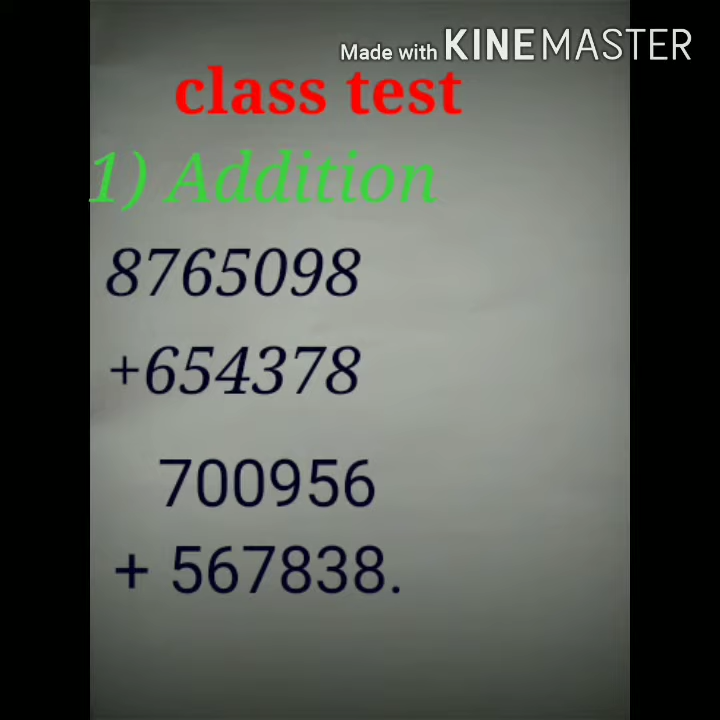 Made with KINEMASTER
class test
1) Addition
8765098
+654378
700956
+ 567838.